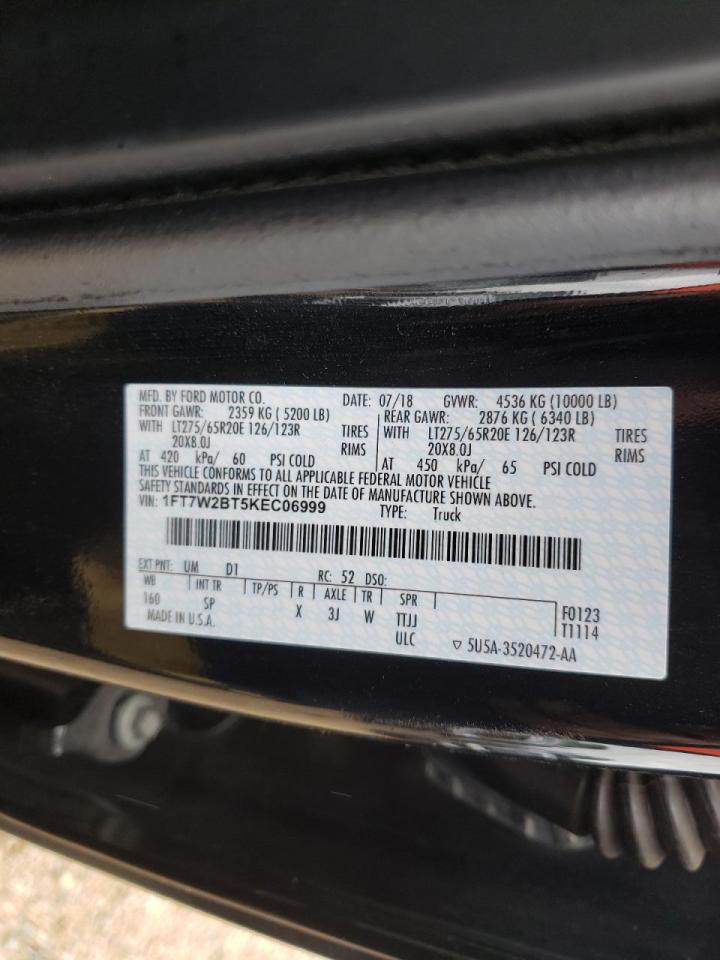 MFD. BY FORD MOTOR CO. DATE: 07/18 GVWR: 4536 KG (10000 LB)
FRONT GAWR: 2359 KG ( 5200 LB) REAR GAWR: 2876 KG ( 6340 LB)
WITH LT275/65R20E 126/123R TIRES WITH LT275/65R20E 126/123R TIRES
20X8.0J RIMS 20X8.0J RIMS
AT 420 kPa/ 60 PSI COLD AT 450 kPa/ 65 PSI COLD
THIS VEHICLE CONFORMS TO ALL APPLICABLE FEDERAL MOTOR VEHICLE
SAFETY STANDARDS IN EFFECT ON THE DATE OF MANUFACTURE SHOWN ABOVE.
VIN: 1FT7W2BT5KEC06999 TYPE: Truck
EXT PNT: UM D1 RC: 52 DSO:
WB INT TR TP/PS R AXLE TR SPR
160 SP X 3J W TTJJ F0123
MADE IN U.S.A. ULC T1114
▽ 5U5A-3520472-AA